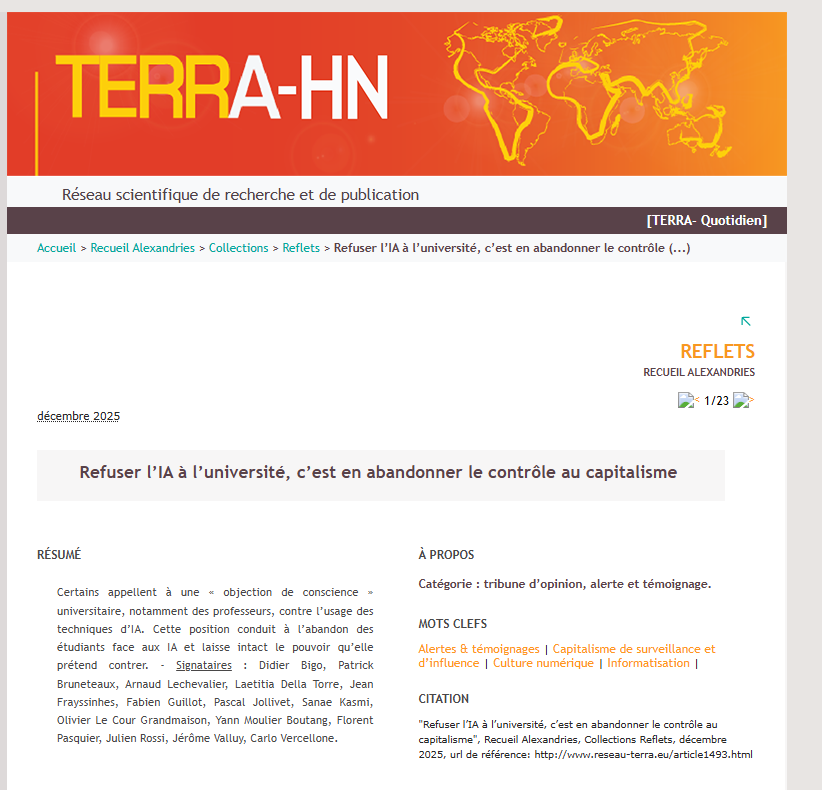 TERRA-HN
Réseau scientifique de recherche et de publication
[TERRA- Quotidien]
Accueil > Recueil Alexandries > Collections > Reflets > Refuser l’IA à l’université, c’est en abandonner le contrôle (...)
REFLETS
RECUEIL ALEXANDRIES
< 1/23 >
décembre 2025
Refuser l’IA à l’université, c’est en abandonner le contrôle au capitalisme
RÉSUMÉ
Certains appellent à une « objection de conscience »
universitaire, notamment des professeurs, contre l’usage des
techniques d’IA. Cette position conduit à l’abandon des
étudiants face aux IA et laisse intact le pouvoir qu’elle
prétend contrer. - Signataires : Didier Bigo, Patrick
Bruneteaux, Arnaud Lechevalier, Laetitia Della Torre, Jean
Frayssinhes, Fabien Guillot, Pascal Jollivet, Sanae Kasmi,
Olivier Le Cour Grandmaison, Yann Moulier Boutang, Florent
Pasquier, Julien Rossi, Jérôme Valluy, Carlo Vercellone.
À PROPOS
Catégorie : tribune d’opinion, alerte et témoignage.
MOTS CLEFS
Alertes & témoignages | Capitalisme de surveillance et
d’influence | Culture numérique | Informatisation |
CITATION
"Refuser l’IA à l’université, c’est en abandonner le contrôle au
capitalisme", Recueil Alexandries, Collections Reflets, décembre
2025, url de référence: http://www.reseau-terra.eu/article1493.html